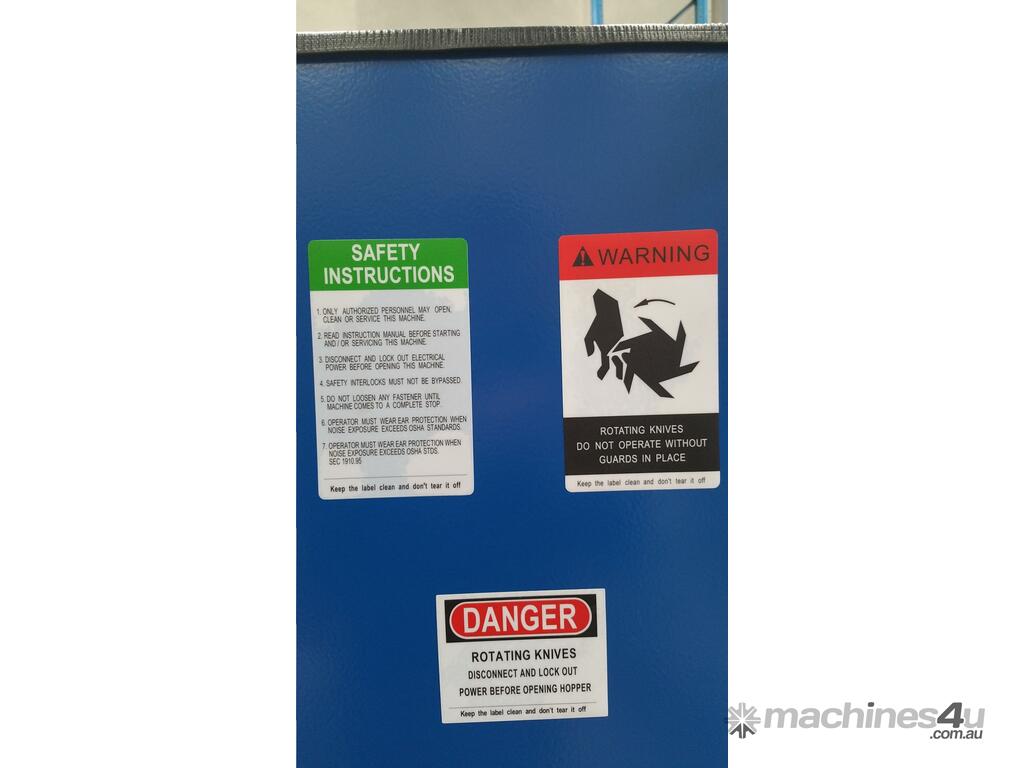 SAFETY
INSTRUCTIONS
1. ONLY AUTHORIZED PERSONNEL MAY OPEN,
CLEAN OR SERVICE THIS MACHINE.
2. READ INSTRUCTION MANUAL BEFORE STARTING
AND / OR SERVICING THIS MACHINE.
3. DISCONNECT AND LOCK OUT ELECTRICAL
POWER BEFORE OPENING THIS MACHINE.
4. SAFETY INTERLOCKS MUST NOT BE BYPASSED.
5. DO NOT LOOSEN ANY FASTENER UNTIL
MACHINE COMES TO A COMPLETE STOP.
6. OPERATOR MUST WEAR EAR PROTECTION WHEN
NOISE EXPOSURE EXCEEDS OSHA STANDARDS.
7. OPERATOR MUST WEAR EAR PROTECTION WHEN
NOISE EXPOSURE EXCEEDS OSHA STDS.
SEC 1910.95
Keep the label clean and don't tear it off
WARNING
ROTATING KNIVES
DO NOT OPERATE WITHOUT
GUARDS IN PLACE
Keep the label clean and don't tear it off
DANGER
ROTATING KNIVES
DISCONNECT AND LOCK OUT
POWER BEFORE OPENING HOPPER
Keep the label clean and don't tear it off
machines4u
.com.au